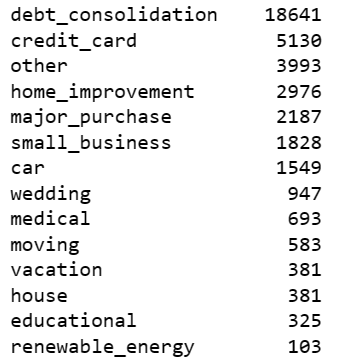 debt_consolidation 18641
credit_card 5130
other 3993
home_improvement 2976
major_purchase 2187
small_business 1828
car 1549
wedding 947
medical 693
moving 583
vacation 381
house 381
educational 325
renewable_energy 103